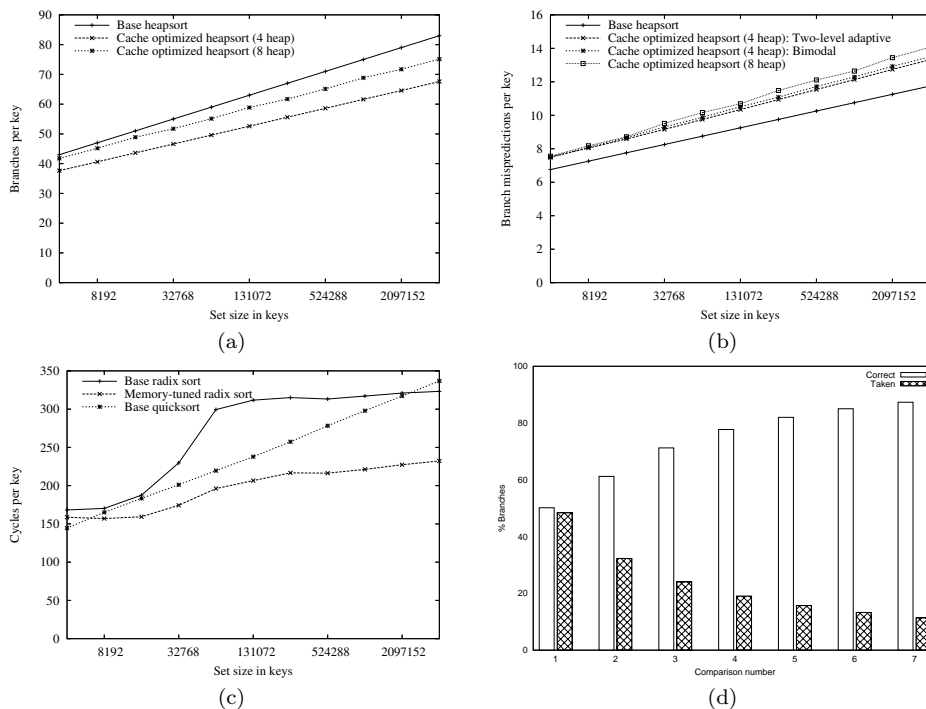 90
80
70
60
50
40
30
20
10
0
Branches per key
Base heapsort
Cache optimized heapsort (4 heap)
Cache optimized heapsort (8 heap)
8192 32768 131072 524288 2097152
Set size in keys
(a)
16
14
12
10
8
6
4
2
0
Branch mispredictions per key
Base heapsort
Cache optimized heapsort (4 heap): Two-level adaptive
Cache optimized heapsort (4 heap): Bimodal
Cache optimized heapsort (8 heap)
8192 32768 131072 524288 2097152
Set size in keys
(b)
350
300
250
200
150
100
50
0
Cycles per key
Base radix sort
Memory-tuned radix sort
Base quicksort
8192 32768 131072 524288 2097152
Set size in keys
(c)
100
80
60
40
20
0
% Branches
Correct
Taken
1 2 3 4 5 6 7
Comparison number
(d)